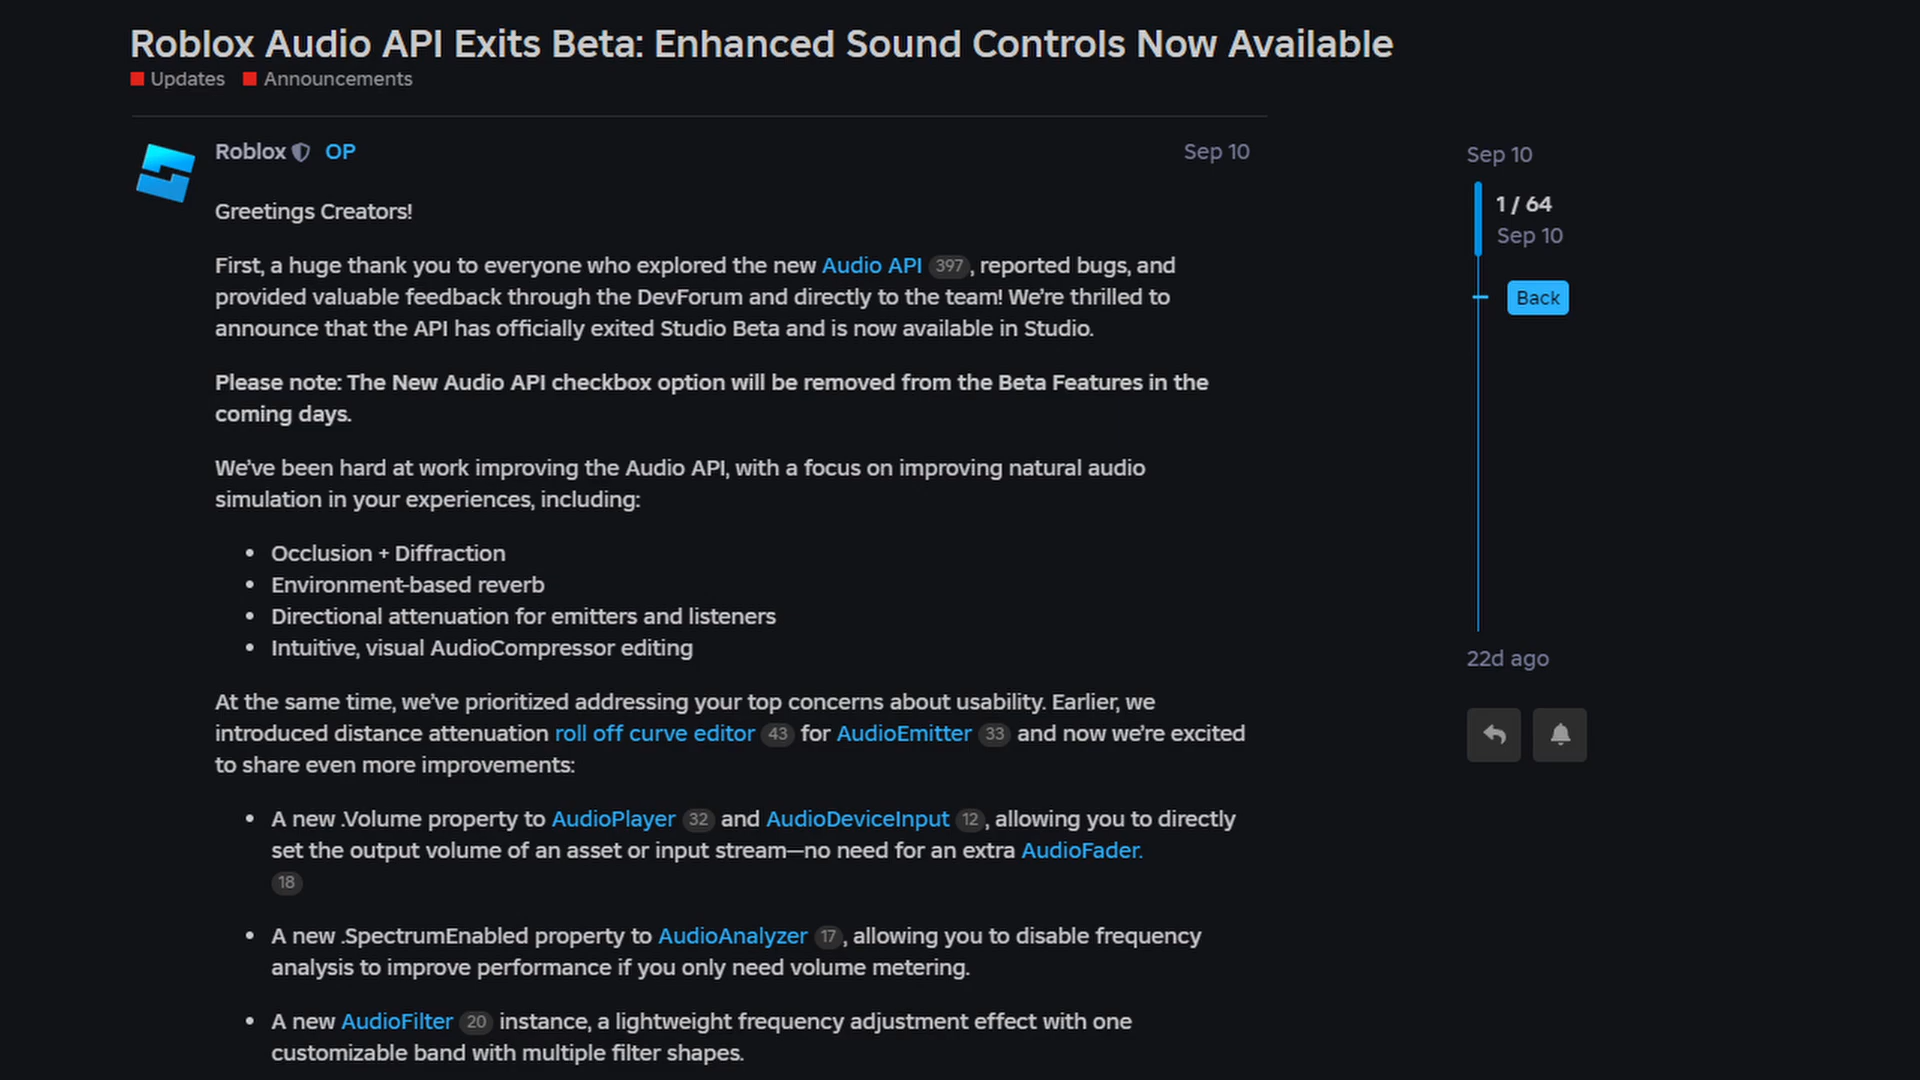 Roblox Audio API Exits Beta: Enhanced Sound Controls Now Available
Updates Announcements
Roblox OP Sep 10
Greetings Creators!
First, a huge thank you to everyone who explored the new Audio API 397, reported bugs, and
provided valuable feedback through the DevForum and directly to the team! We’re thrilled to
announce that the API has officially exited Studio Beta and is now available in Studio.
Please note: The New Audio API checkbox option will be removed from the Beta Features in the
coming days.
We’ve been hard at work improving the Audio API, with a focus on improving natural audio
simulation in your experiences, including:
• Occlusion + Diffraction
• Environment-based reverb
• Directional attenuation for emitters and listeners
• Intuitive, visual AudioCompressor editing
At the same time, we’ve prioritized addressing your top concerns about usability. Earlier, we
introduced distance attenuation roll off curve editor 43 for AudioEmitter 33 and now we’re excited
to share even more improvements:
• A new .Volume property to AudioPlayer 32 and AudioDeviceInput 12, allowing you to directly
set the output volume of an asset or input stream—no need for an extra AudioFader.
18
• A new .SpectrumEnabled property to AudioAnalyzer 17, allowing you to disable frequency
analysis to improve performance if you only need volume metering.
• A new AudioFilter 20 instance, a lightweight frequency adjustment effect with one
customizable band with multiple filter shapes.
Sep 10
1 / 64
Sep 10
Back
22d ago